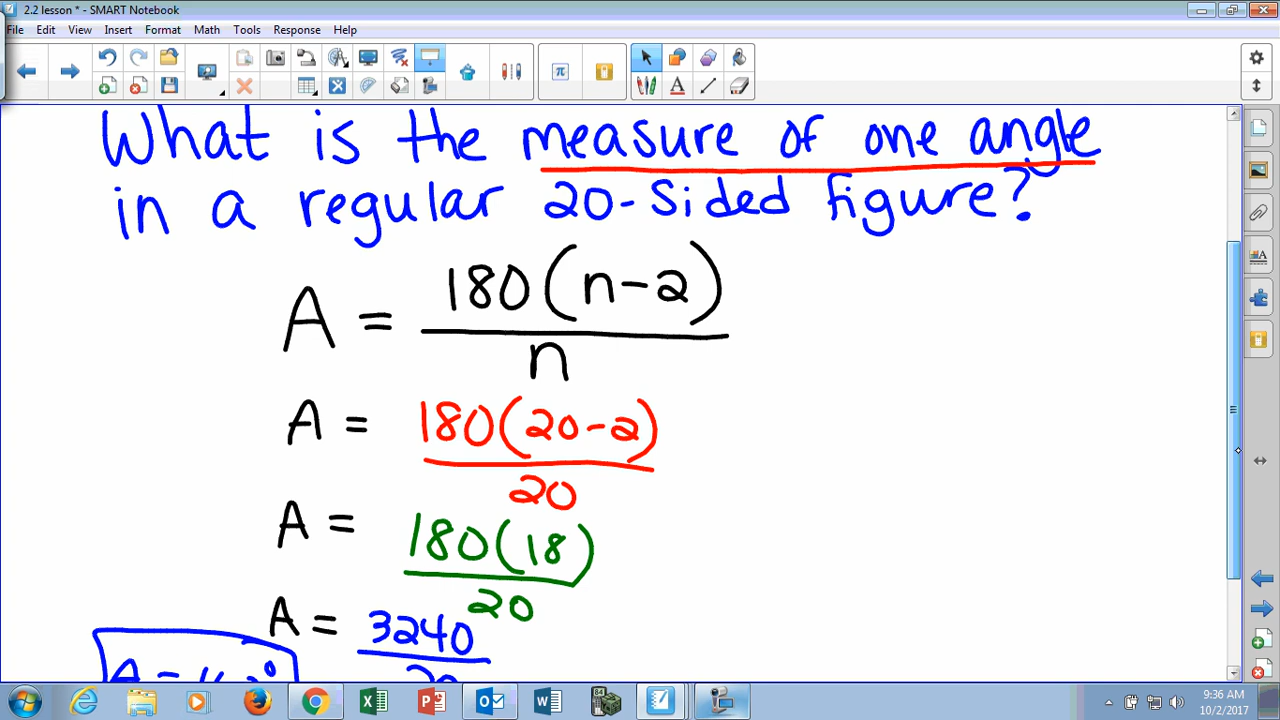 2.2 lesson * - SMART Notebook
File Edit View Insert Format Math Tools Response Help
What is the measure of one angle
in a regular 20-Sided figure?
A = 180(n-2)
n
A = 180(20-2)
20
A = 180(18)
20
A = 3240
9:36 AM
10/2/2017